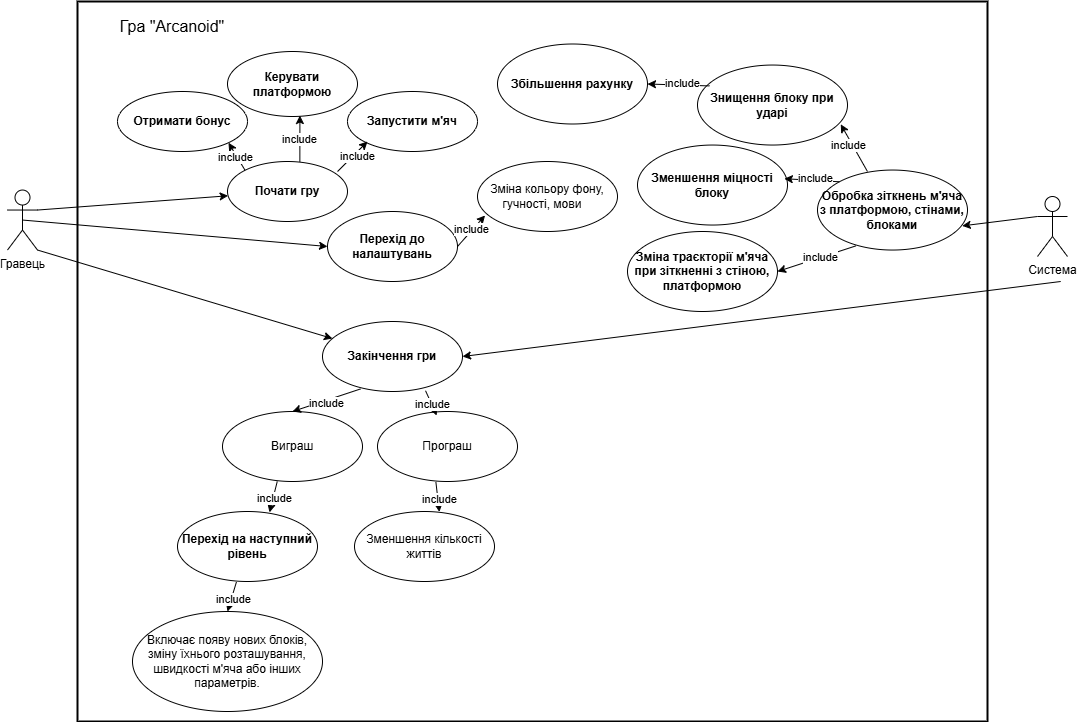 Гра "Arcanoid"
Керувати
платформою
Отримати бонус
Запустити м'яч
include
include
include
Почати гру
Збільшення рахунку
include
Знищення блоку при
ударі
include
Зменшення міцності
блоку
include
Обробка зіткнень м'яча
з платформою, стінами,
блоками
Зміна траєкторії м'яча
при зіткненні з стіною,
платформою
include
Зміна кольору фону,
гучності, мови
include
Перехід до
налаштувань
Гравець
Система
Закінчення гри
include
include
Виграш
Програш
include
include
Перехід на наступний
рівень
Зменшення кількості
життів
include
Включає появу нових блоків,
зміну їхнього розташування,
швидкості м'яча або інших
параметрів.